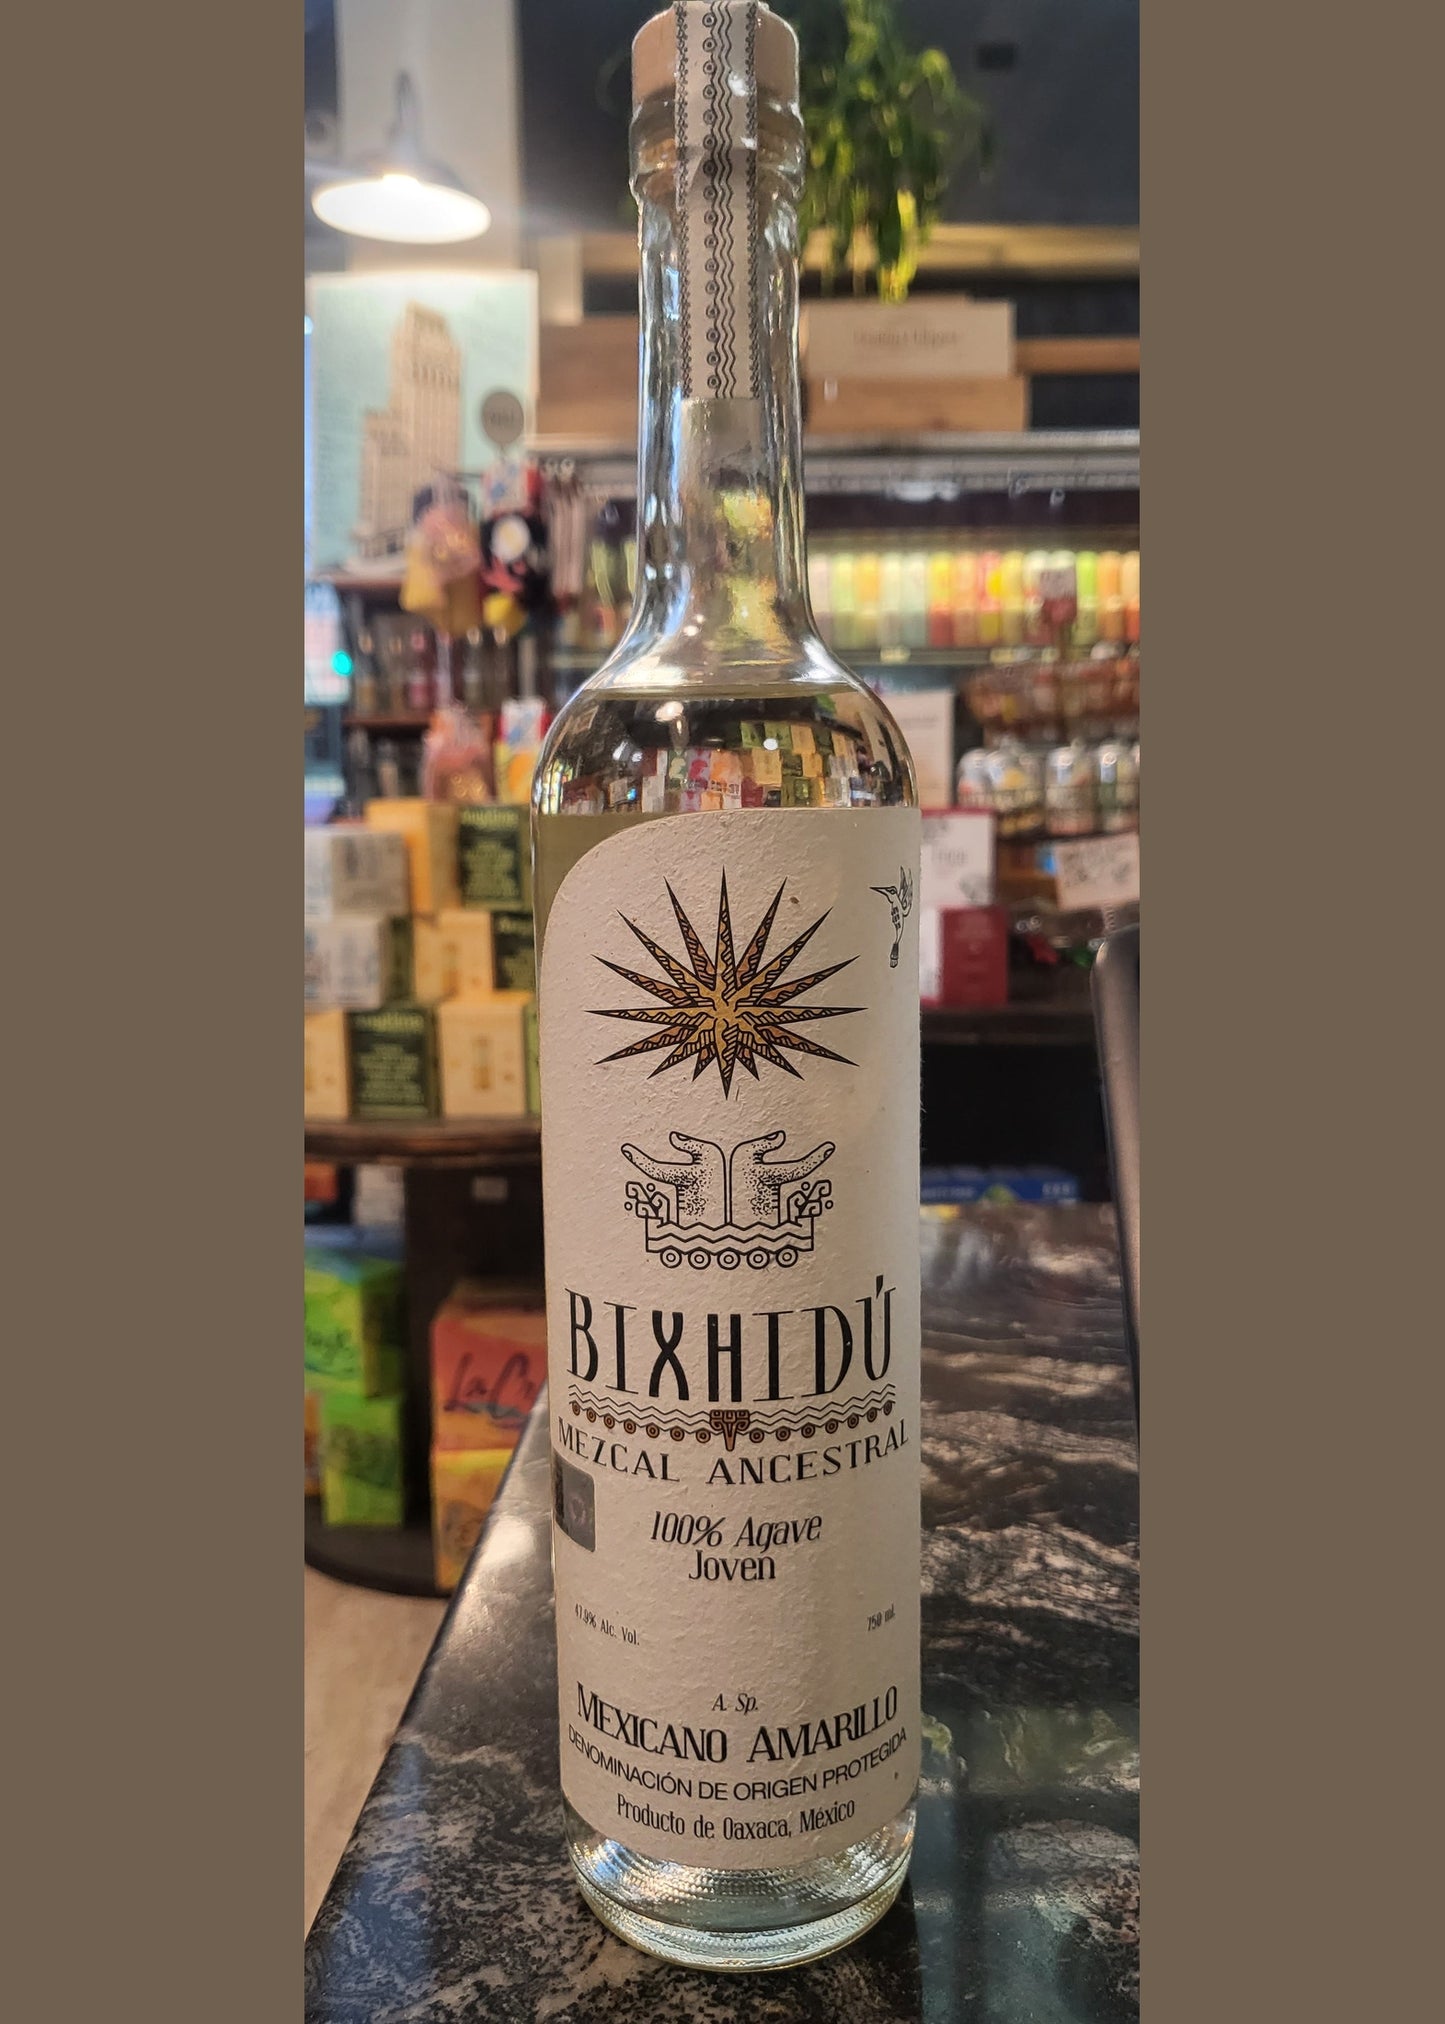 BIXHIDÚ
MEZCAL ANCESTRAL
100% Agave
Joven
47.9% Alc. Vol.
750 ml.
A. Sp.
MEXICANO AMARILLO
DENOMINACIÓN DE ORIGEN PROTEGIDA
Producto de Oaxaca, México
LaCr